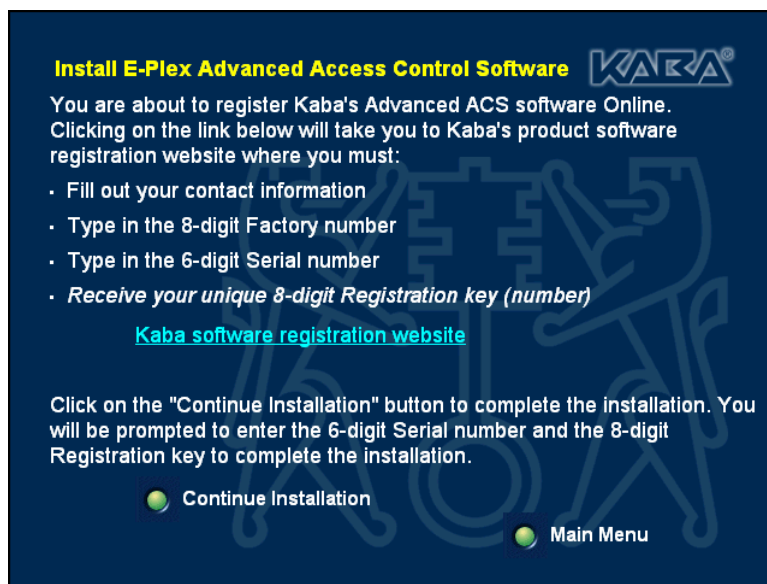 Install E-Plex Advanced Access Control Software KABA®
You are about to register Kaba's Advanced ACS software Online.
Clicking on the link below will take you to Kaba's product software
registration website where you must:
· Fill out your contact information
· Type in the 8-digit Factory number
· Type in the 6-digit Serial number
· Receive your unique 8-digit Registration key (number)
Kaba software registration website
Click on the "Continue Installation" button to complete the installation. You
will be prompted to enter the 6-digit Serial number and the 8-digit
Registration key to complete the installation.
Continue Installation
Main Menu